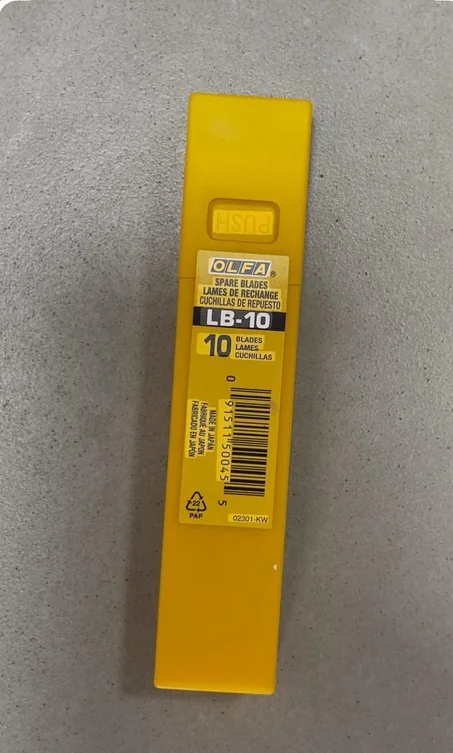 PUSH
OLFA®
SPARE BLADES
LAMES DE RECHANGE
CUCHILLAS DE REPUESTO
LB-10
10 BLADES
LAMES
CUCHILLAS
MADE IN JAPAN
FABRIQUÉ AU JAPON
FABRICADO EN JAPÓN
0 91511 50045 5
22
PAP
02301-KW